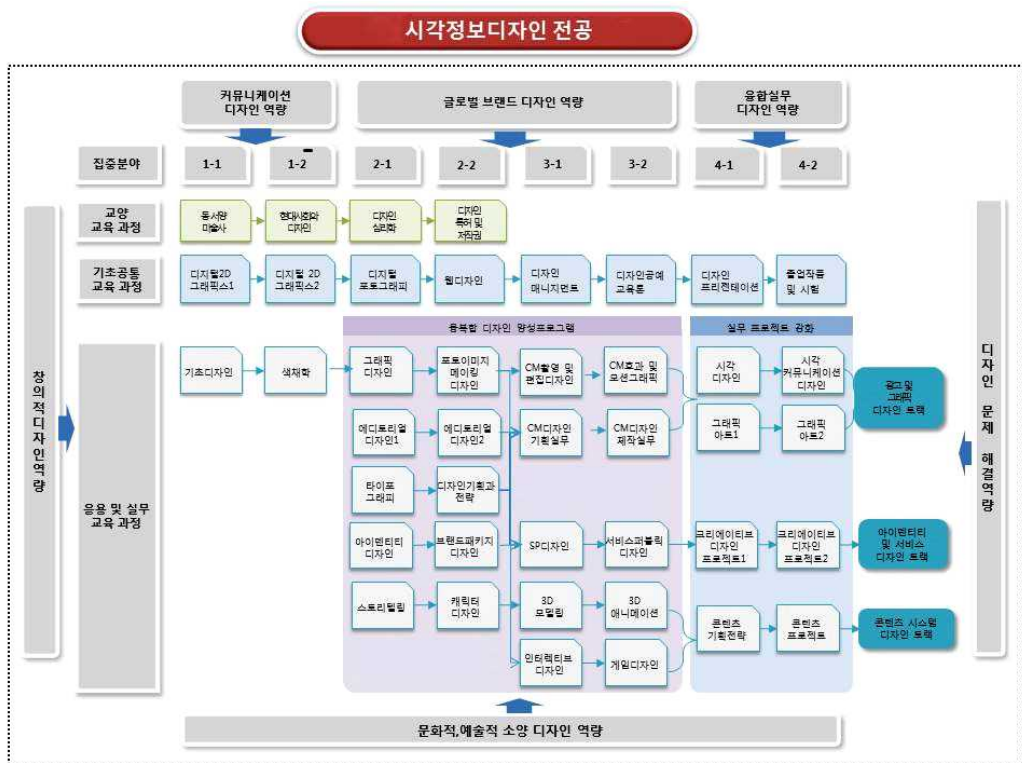 시각정보디자인 전공
커뮤니케이션
디자인 역량
글로벌 브랜드 디자인 역량
융합실무
디자인 역량
집중분야
1-1
1-2
2-1
2-2
3-1
3-2
4-1
4-2
교양
교육 과정
동서양
미술사
현대사회와
디자인
디자인
심리학
디자인
특허 및
저작권
기초공통
교육 과정
디지털2D
그래픽스1
디지털 2D
그래픽스2
디지털
포토그래피
웹디자인
디자인
매니지먼트
디자인공예
교육론
디자인
프리젠테이션
졸업작품
및 시험
융복합 디자인 양성프로그램
실무 프로젝트 강화
창의적디자인역량
디자인 문제 해결역량
응용 및 실무
교육 과정
기초디자인
색채학
그래픽
디자인
포토이미지
메이킹
디자인
CM촬영 및
편집디자인
CM효과 및
모션그래픽
시각
디자인
시각
커뮤니케이션
디자인
광고 및
그래픽
디자인 트랙
에디토리얼
디자인1
에디토리얼
디자인2
CM디자인
기획실무
CM디자인
제작실무
그래픽
아트1
그래픽
아트2
타이포
그래피
디자인기획과
전략
아이덴티티
디자인
브랜드패키지
디자인
SP디자인
서비스퍼블릭
디자인
크리에이티브
디자인
프로젝트1
크리에이티브
디자인
프로젝트2
아이덴티티
및 서비스
디자인 트랙
스토리텔링
캐릭터
디자인
3D
모델링
3D
애니메이션
콘텐츠
기획전략
콘텐츠
프로젝트
콘텐츠 시스템
디자인 트랙
인터렉티브
디자인
게임디자인
문화적,예술적 소양 디자인 역량